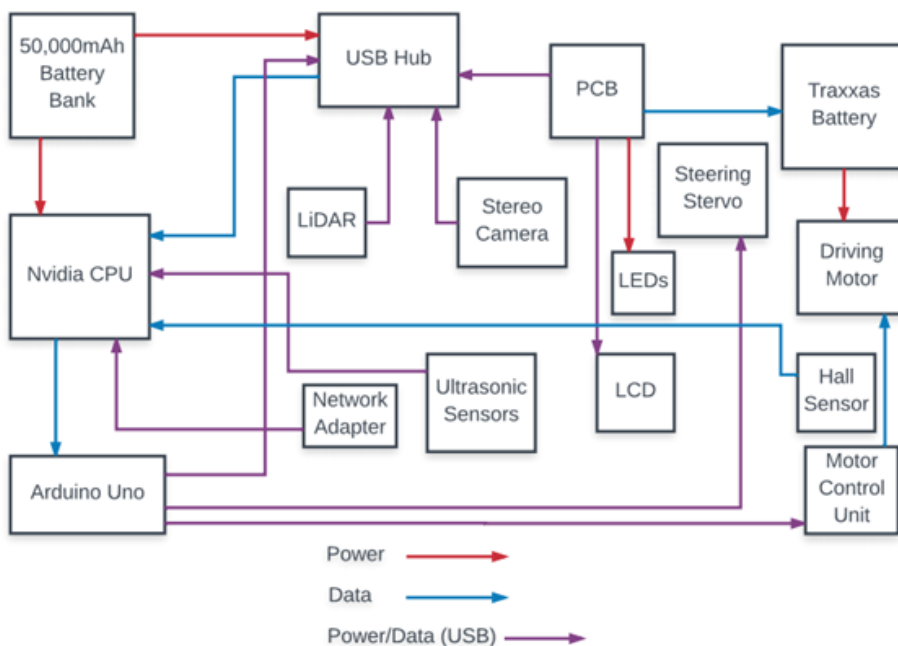 50,000mAh
Battery
Bank
USB Hub
PCB
Traxxas
Battery
Steering
Stervo
LiDAR
Stereo
Camera
Nvidia CPU
LEDs
Driving
Motor
Ultrasonic
Sensors
Network
Adapter
LCD
Hall
Sensor
Arduino Uno
Motor
Control
Unit
Power
Data
Power/Data (USB)